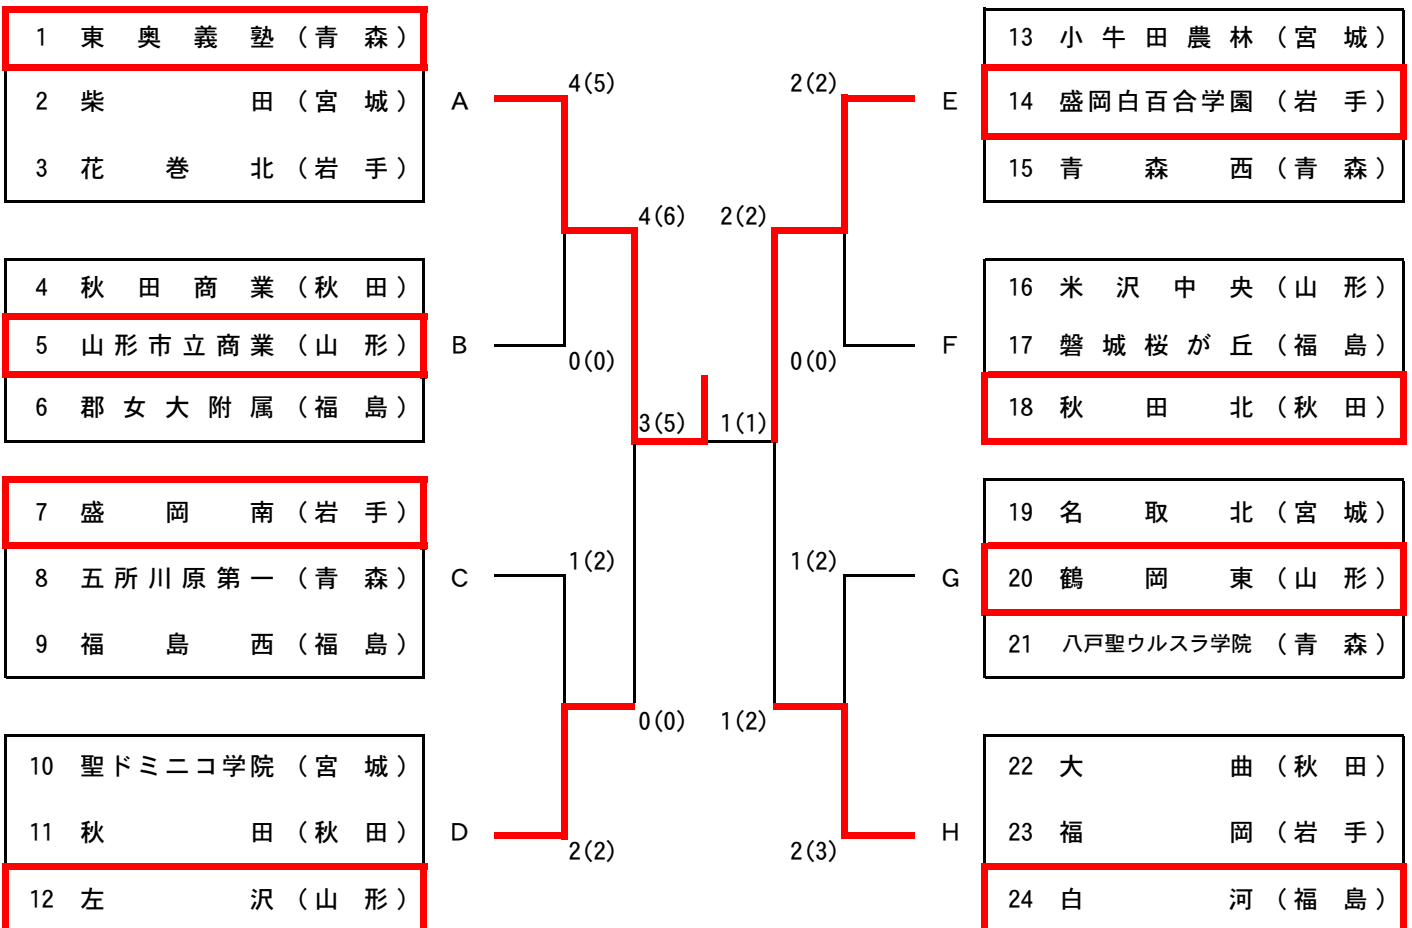 1 東奥義塾（青森）
2 柴田（宮城）
3 花巻北（岩手）
A
4(5)
4 秋田商業（秋田）
5 山形市立商業（山形）
6 郡女大附属（福島）
B
0(0)
4(6)
7 盛岡南（岩手）
8 五所川原第一（青森）
9 福島西（福島）
C
1(2)
10 聖ドミニコ学院（宮城）
11 秋田（秋田）
12 左沢（山形）
D
2(2)
0(0)
3(5)
1(1)
13 小牛田農林（宮城）
14 盛岡白百合学園（岩手）
15 青森西（青森）
E
2(2)
16 米沢中央（山形）
17 磐城桜が丘（福島）
18 秋田北（秋田）
F
0(0)
2(2)
19 名取北（宮城）
20 鶴岡東（山形）
21 八戸聖ウルスラ学院（青森）
G
1(2)
22 大曲（秋田）
23 福岡（岩手）
24 白河（福島）
H
2(3)
1(2)